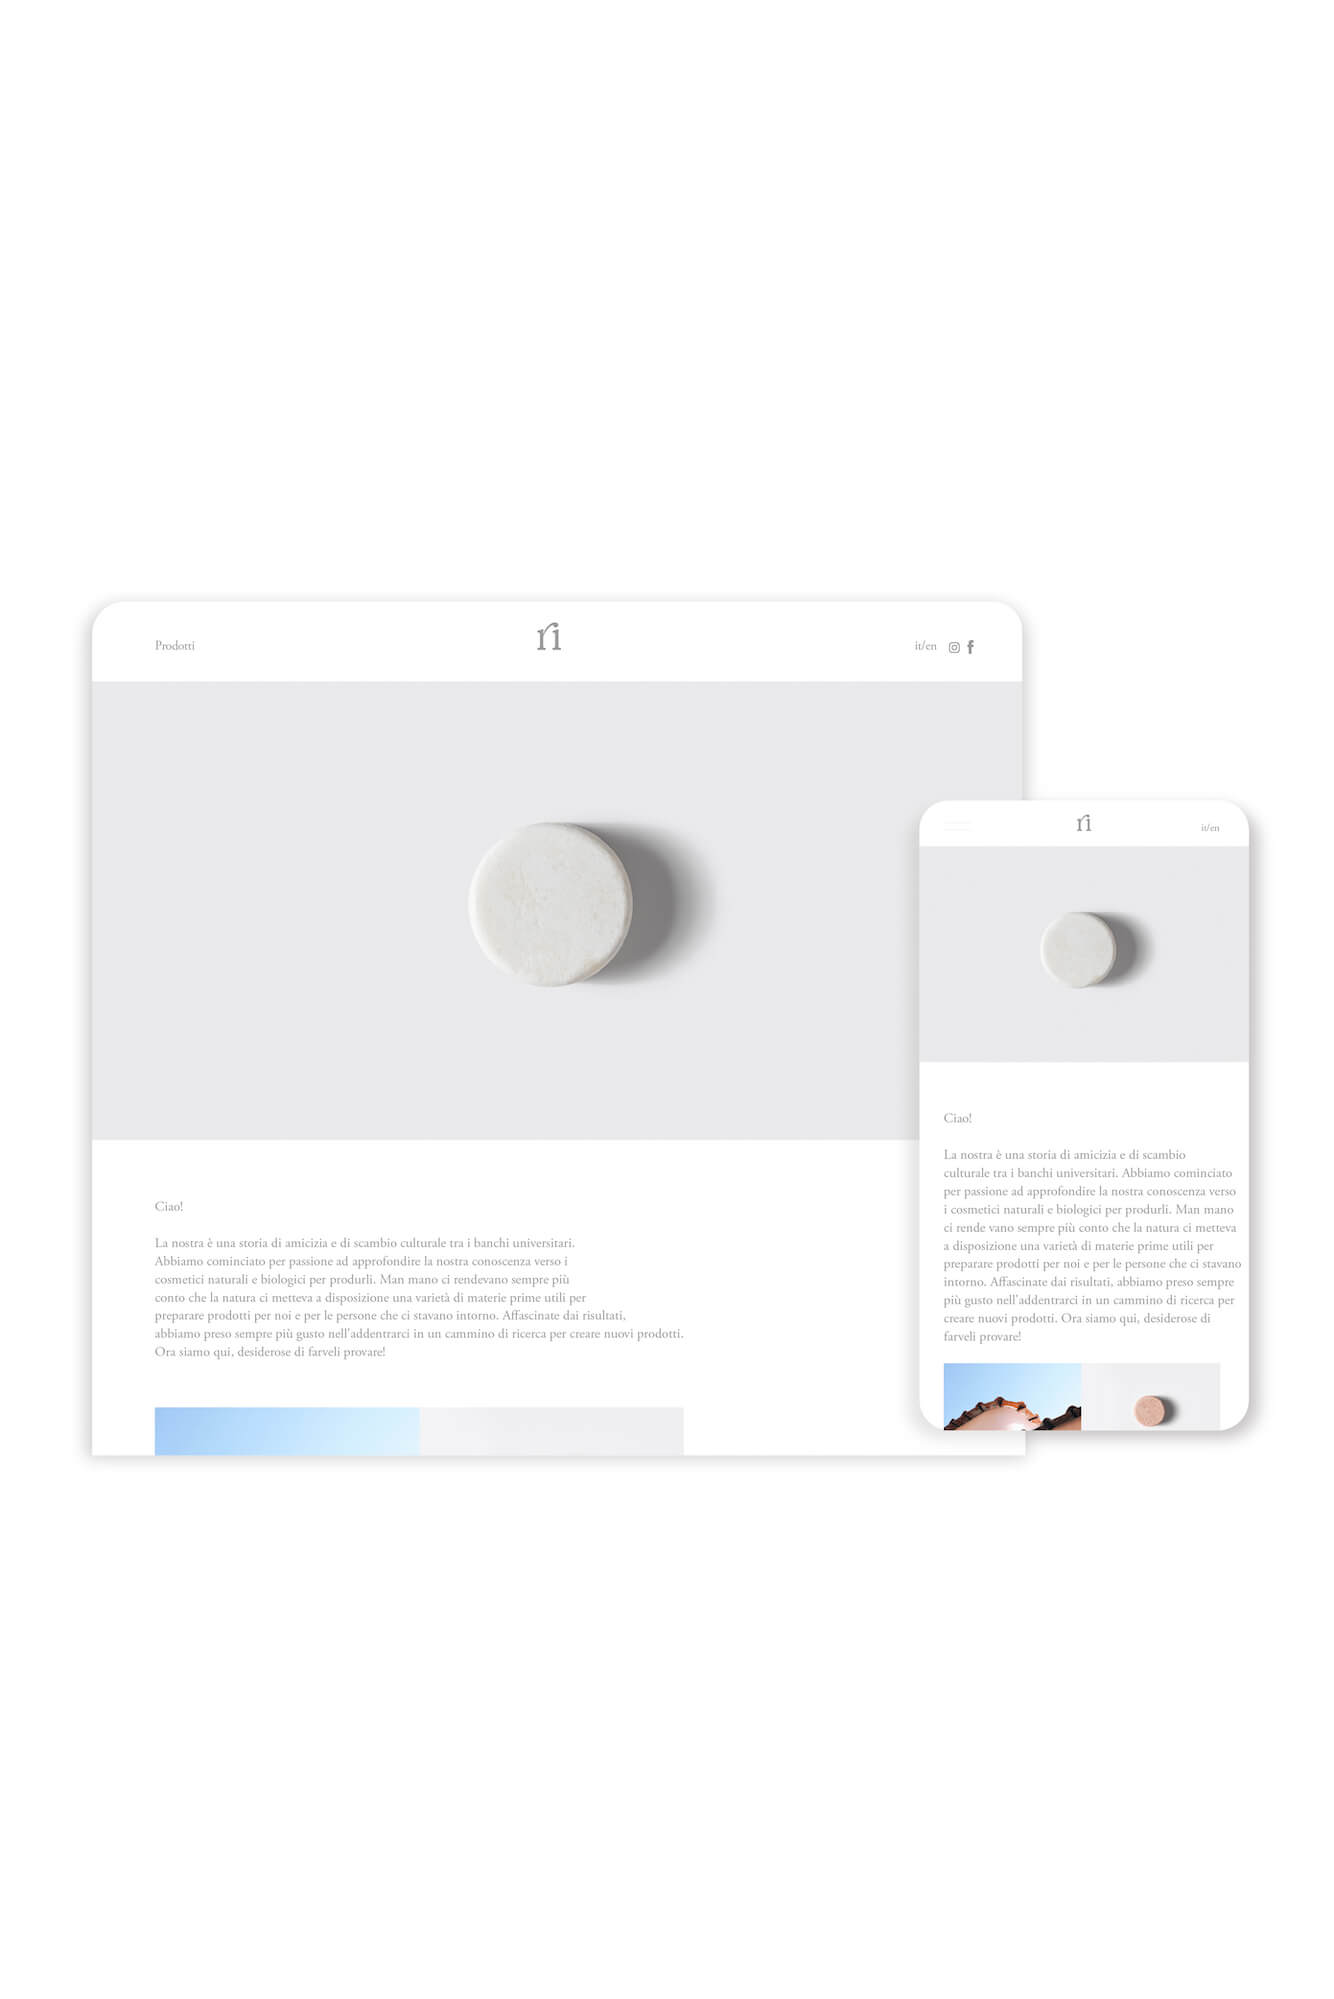 Prodotti
ri
it/en
Ciao!
La nostra è una storia di amicizia e di scambio culturale tra i banchi universitari.
Abbiamo cominciato per passione ad approfondire la nostra conoscenza verso i
cosmetici naturali e biologici per produrli. Man mano ci rendevano sempre più
conto che la natura ci metteva a disposizione una varietà di materie prime utili per
preparare prodotti per noi e per le persone che ci stavano intorno. Affascinate dai risultati,
abbiamo preso sempre più gusto nell'addentrarci in un cammino di ricerca per creare nuovi prodotti.
Ora siamo qui, desiderose di farveli provare!
ri
it/en
Ciao!
La nostra è una storia di amicizia e di scambio
culturale tra i banchi universitari. Abbiamo cominciato
per passione ad approfondire la nostra conoscenza verso
i cosmetici naturali e biologici per produrli. Man mano
ci rende vano sempre più conto che la natura ci metteva
a disposizione una varietà di materie prime utili per
preparare prodotti per noi e per le persone che ci stavano
intorno. Affascinate dai risultati, abbiamo preso sempre
più gusto nell'addentrarci in un cammino di ricerca per
creare nuovi prodotti. Ora siamo qui, desiderose di
farveli provare!